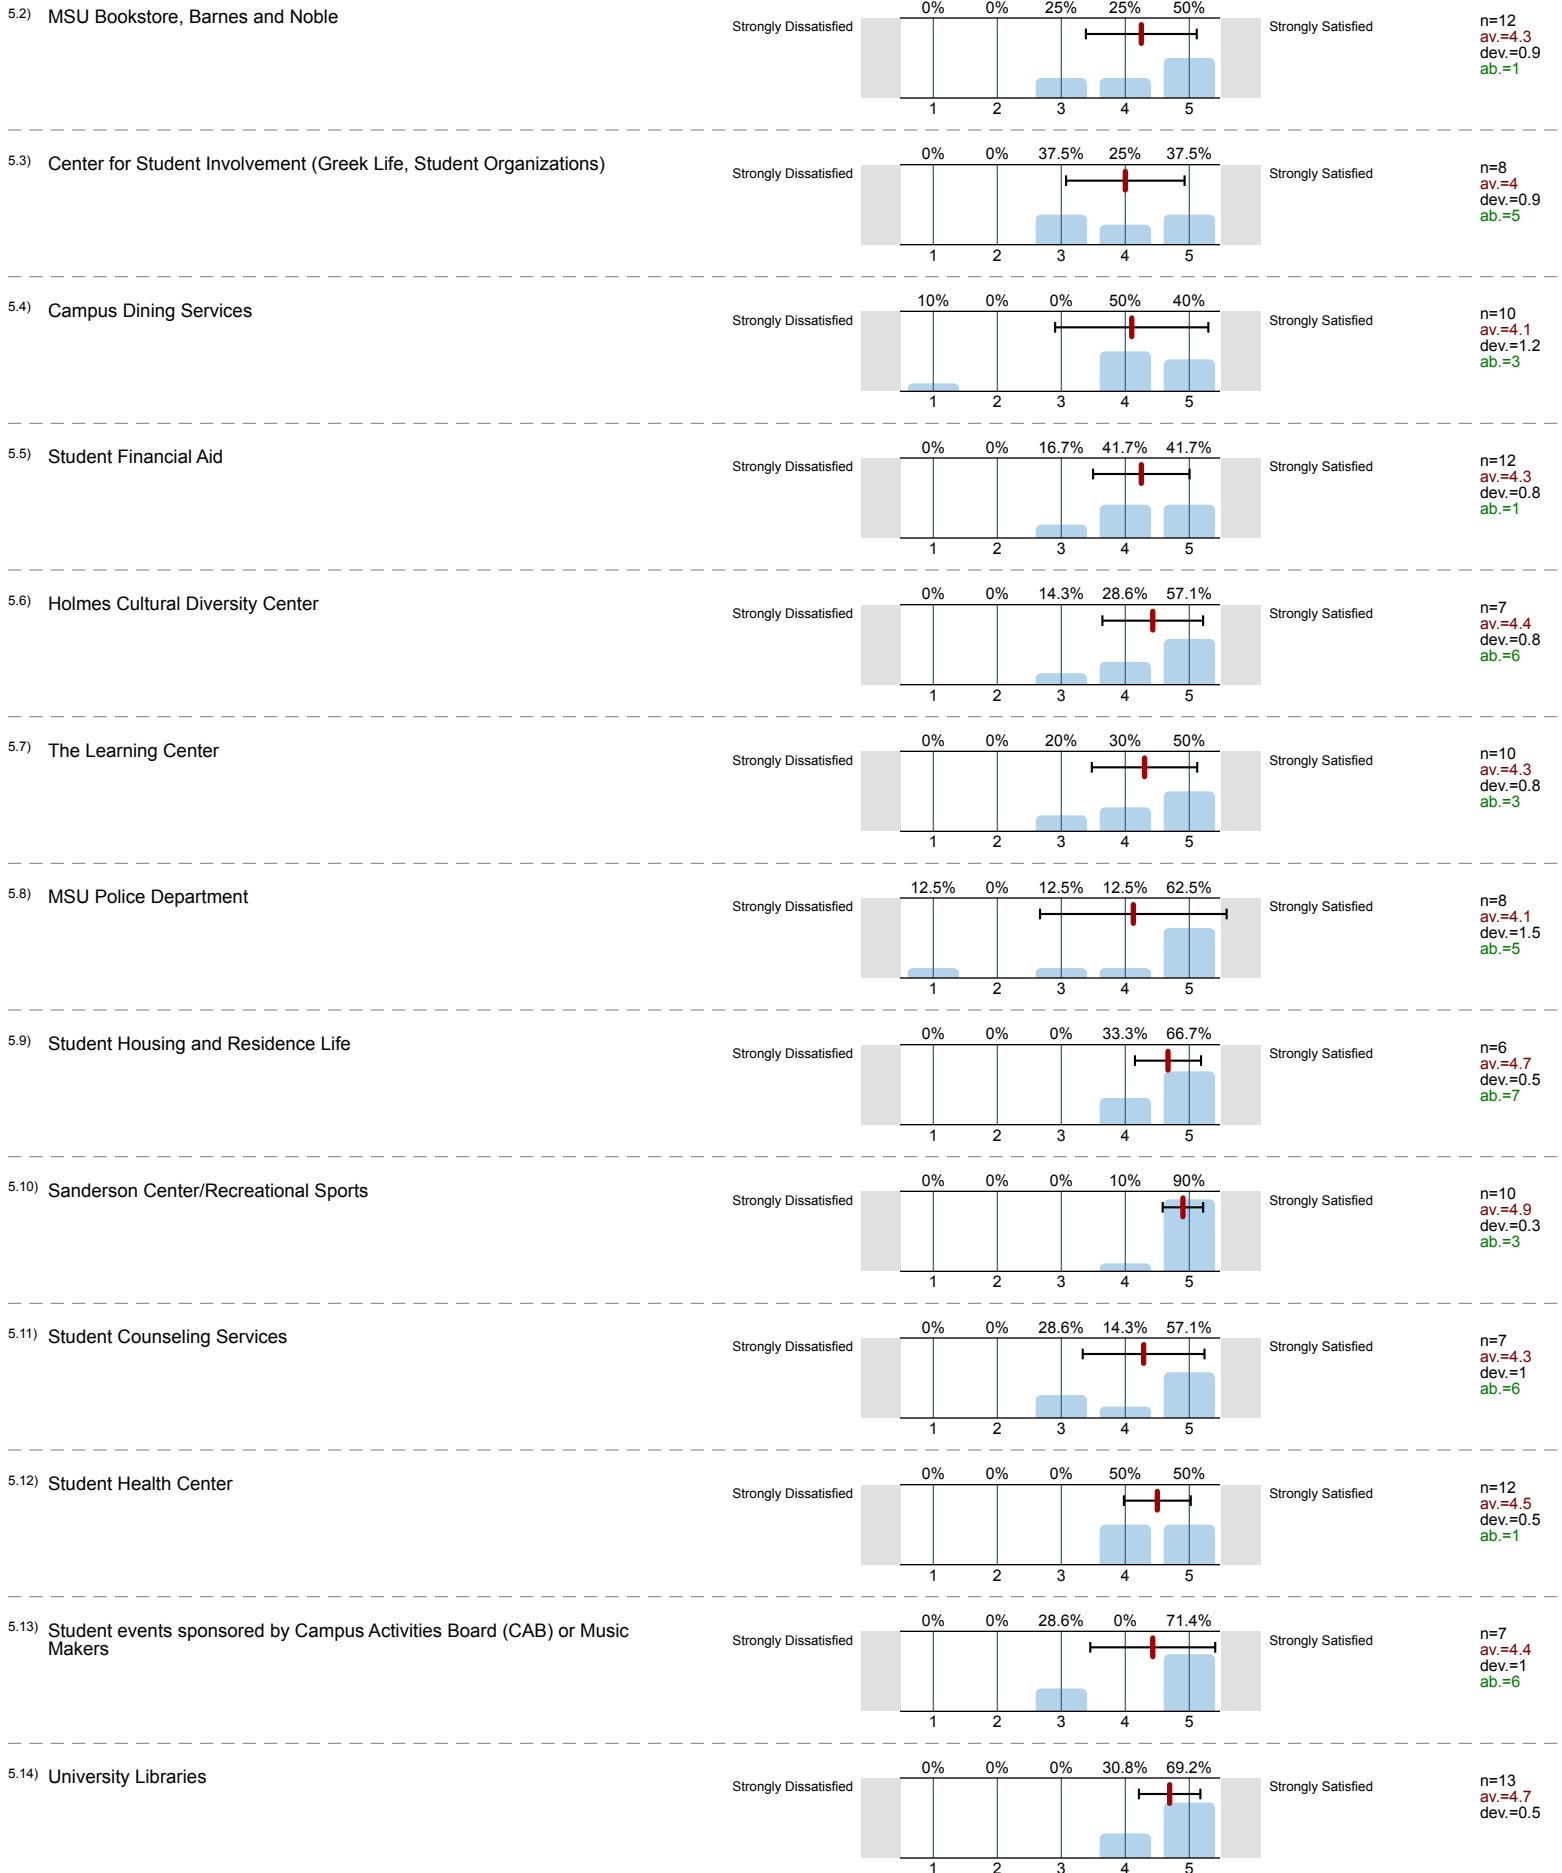 5.2) MSU Bookstore, Barnes and Noble
0% 0% 25% 25% 50%
Strongly Dissatisfied Strongly Satisfied
n=12
av.=4.3
dev.=0.9
ab.=1
1 2 3 4 5
5.3) Center for Student Involvement (Greek Life, Student Organizations)
0% 0% 37.5% 25% 37.5%
Strongly Dissatisfied Strongly Satisfied
n=8
av.=4
dev.=0.9
ab.=5
1 2 3 4 5
5.4) Campus Dining Services
10% 0% 0% 50% 40%
Strongly Dissatisfied Strongly Satisfied
n=10
av.=4.1
dev.=1.2
ab.=3
1 2 3 4 5
5.5) Student Financial Aid
0% 0% 16.7% 41.7% 41.7%
Strongly Dissatisfied Strongly Satisfied
n=12
av.=4.3
dev.=0.8
ab.=1
1 2 3 4 5
5.6) Holmes Cultural Diversity Center
0% 0% 14.3% 28.6% 57.1%
Strongly Dissatisfied Strongly Satisfied
n=7
av.=4.4
dev.=0.8
ab.=6
1 2 3 4 5
5.7) The Learning Center
0% 0% 20% 30% 50%
Strongly Dissatisfied Strongly Satisfied
n=10
av.=4.3
dev.=0.8
ab.=3
1 2 3 4 5
5.8) MSU Police Department
12.5% 0% 12.5% 12.5% 62.5%
Strongly Dissatisfied Strongly Satisfied
n=8
av.=4.1
dev.=1.5
ab.=5
1 2 3 4 5
5.9) Student Housing and Residence Life
0% 0% 0% 33.3% 66.7%
Strongly Dissatisfied Strongly Satisfied
n=6
av.=4.7
dev.=0.5
ab.=7
1 2 3 4 5
5.10) Sanderson Center/Recreational Sports
0% 0% 0% 10% 90%
Strongly Dissatisfied Strongly Satisfied
n=10
av.=4.9
dev.=0.3
ab.=3
1 2 3 4 5
5.11) Student Counseling Services
0% 0% 28.6% 14.3% 57.1%
Strongly Dissatisfied Strongly Satisfied
n=7
av.=4.3
dev.=1
ab.=6
1 2 3 4 5
5.12) Student Health Center
0% 0% 0% 50% 50%
Strongly Dissatisfied Strongly Satisfied
n=12
av.=4.5
dev.=0.5
ab.=1
1 2 3 4 5
5.13) Student events sponsored by Campus Activities Board (CAB) or Music
Makers
0% 0% 28.6% 0% 71.4%
Strongly Dissatisfied Strongly Satisfied
n=7
av.=4.4
dev.=1
ab.=6
1 2 3 4 5
5.14) University Libraries
0% 0% 0% 30.8% 69.2%
Strongly Dissatisfied Strongly Satisfied
n=13
av.=4.7
dev.=0.5
1 2 3 4 5